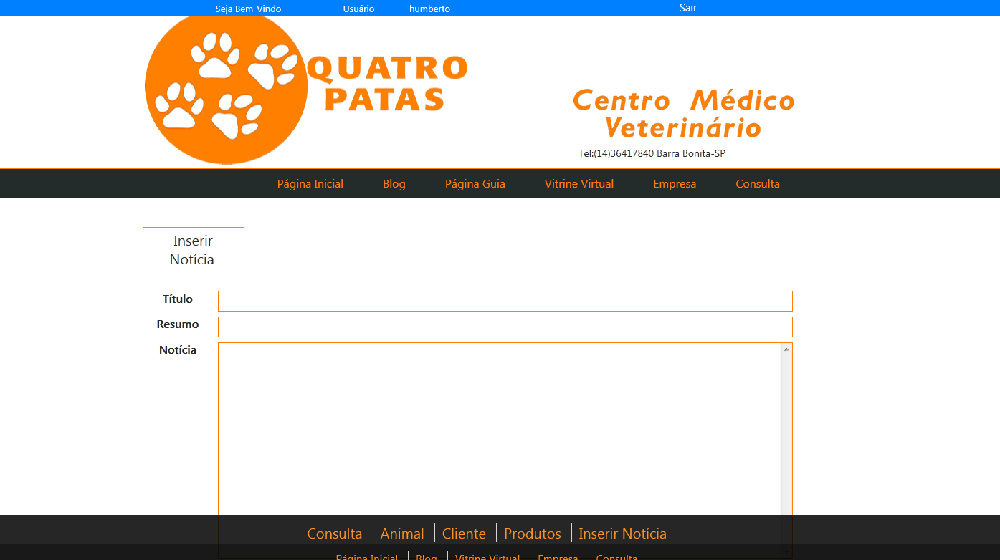 Seja Bem-Vindo Usuário humberto Sair
QUATRO
PATAS
Centro Médico
Veterinário
Tel:(14)36417840 Barra Bonita-SP
Página Inicial Blog Página Guia Vitrine Virtual Empresa Consulta
Inserir
Notícia
Título
Resumo
Notícia
Consulta Animal Cliente Produtos Inserir Notícia
Página Inicial Blog Vitrine Virtual Empresa Consulta